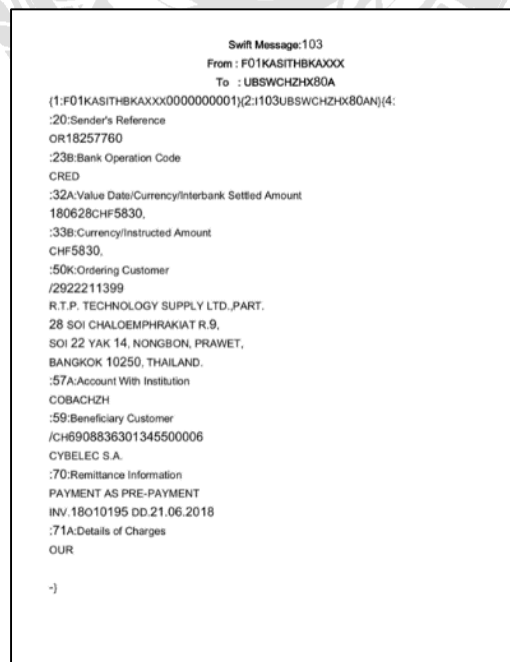 Swift Message:103
From : F01KASITHBKAXXX
To : UBSWCHZHX80A
{1:F01KASITHBKAXXX0000000001}{2:I103UBSWCHZHX80AN}{4:
:20:Sender's Reference
OR18257760
:23B:Bank Operation Code
CRED
:32A:Value Date/Currency/Interbank Settled Amount
180628CHF5830,
:33B:Currency/Instructed Amount
CHF5830,
:50K:Ordering Customer
/2922211399
R.T.P. TECHNOLOGY SUPPLY LTD.,PART.
28 SOI CHALOEMPHRAKIAT R.9,
SOI 22 YAK 14, NONGBON, PRAWET,
BANGKOK 10250, THAILAND.
:57A:Account With Institution
COBACHZH
:59:Beneficiary Customer
/CH6908836301345500006
CYBELEC S.A.
:70:Remittance Information
PAYMENT AS PRE-PAYMENT
INV.18O10195 DD.21.06.2018
:71A:Details of Charges
OUR
-}